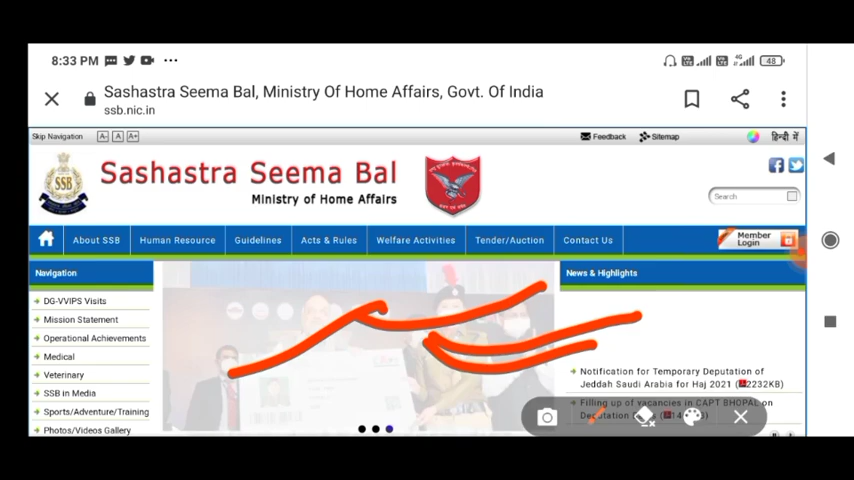 8:33 PM
4G
48
Sashastra Seema Bal, Ministry Of Home Affairs, Govt. Of India
ssb.nic.in
Skip Navigation A- A A+ Feedback Sitemap हिन्दी में
SSB
Sashastra Seema Bal
Ministry of Home Affairs
Search
About SSB Human Resource Guidelines Acts & Rules Welfare Activities Tender/Auction Contact Us
Member
Login
Navigation
DG-VVIPS Visits
Mission Statement
Operational Achievements
Medical
Veterinary
SSB in Media
Sports/Adventure/Training
Photos/Videos Gallery
News & Highlights
Notification for Temporary Deputation of
Jeddah Saudi Arabia for Haj 2021 ( 2232KB)
Filling up of vacancies in CAPT BHOPAL on